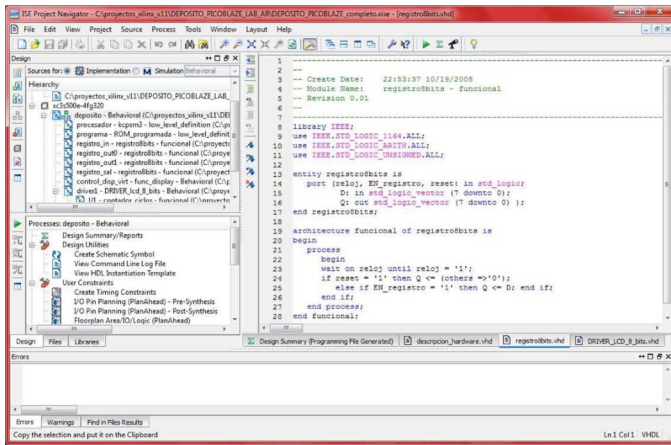 ISE Project Navigator - C:\proyectos_xilinx_v11\DEPOSITO_PICOBLAZE_LAB_AR\DEPOSITO_PICOBLAZE_completo.xise - [registro8bits.vhd]
File Edit View Project Source Process Tools Window Layout Help
Design
Sources for: Implementation Simulation Behavioral
Hierarchy
C:\proyectos_xilinx_v11\DEPOSITO_PICOBLAZE_LAB_
xc3s500e-4fg320
deposito - Behavioral (C:\proyectos_xilinx_v11\DE
procesador - kcpsm3 - low_level_definition (C:\p
programa - ROM_programada - low_level_definit
registro_in - registro8bits - funcional (C:\proyect
registro_out0 - registro8bits - funcional (C:\proye
registro_out1 - registro8bits - funcional (C:\proye
registro_sal - registro8bits - funcional (C:\proyect
control_disp_virt - func_display - Behavioral (C:\
driver1 - DRIVER_lcd_8_bits - Behavioral (C:\proye
U1 - contador_ciclos - funcional (C:\proyect
Processes: deposito - Behavioral
Design Summary/Reports
Design Utilities
Create Schematic Symbol
View Command Line Log File
View HDL Instantiation Template
User Constraints
Create Timing Constraints
I/O Pin Planning (PlanAhead) - Pre-Synthesis
I/O Pin Planning (PlanAhead) - Post-Synthesis
Floorplan Area/IO/Logic (PlanAhead)
Design Files Libraries
1 ----
2 --
3 -- Create Date: 22:53:37 10/19/2008
4 -- Module Name: registro8bits - funcional
5 -- Revision 0.01
6 --
7 ----
8 library IEEE;
9 use IEEE.STD_LOGIC_1164.ALL;
10 use IEEE.STD_LOGIC_ARITH.ALL;
11 use IEEE.STD_LOGIC_UNSIGNED.ALL;
12
13 entity registro8bits is
14 port (reloj, EN_registro, reset: in std_logic;
15 D: in std_logic_vector (7 downto 0);
16 Q: out std_logic_vector (7 downto 0) );
17 end registro8bits;
18
19 architecture funcional of registro8bits is
20 begin
21 process
22 begin
23 wait on reloj until reloj = '1';
24 if reset = '1' then Q <= (others =>'0');
25 else if EN_registro = '1' then Q <= D; end if;
26 end if;
27 end process;
28 end funcional;
Design Summary (Programming File Generated) descripcion_hardware.vhd registro8bits.vhd DRIVER_LCD_8_bits.vhd
Errors
Errors Warnings Find in Files Results
Copy the selection and put it on the Clipboard Ln 1 Col 1 VHDL